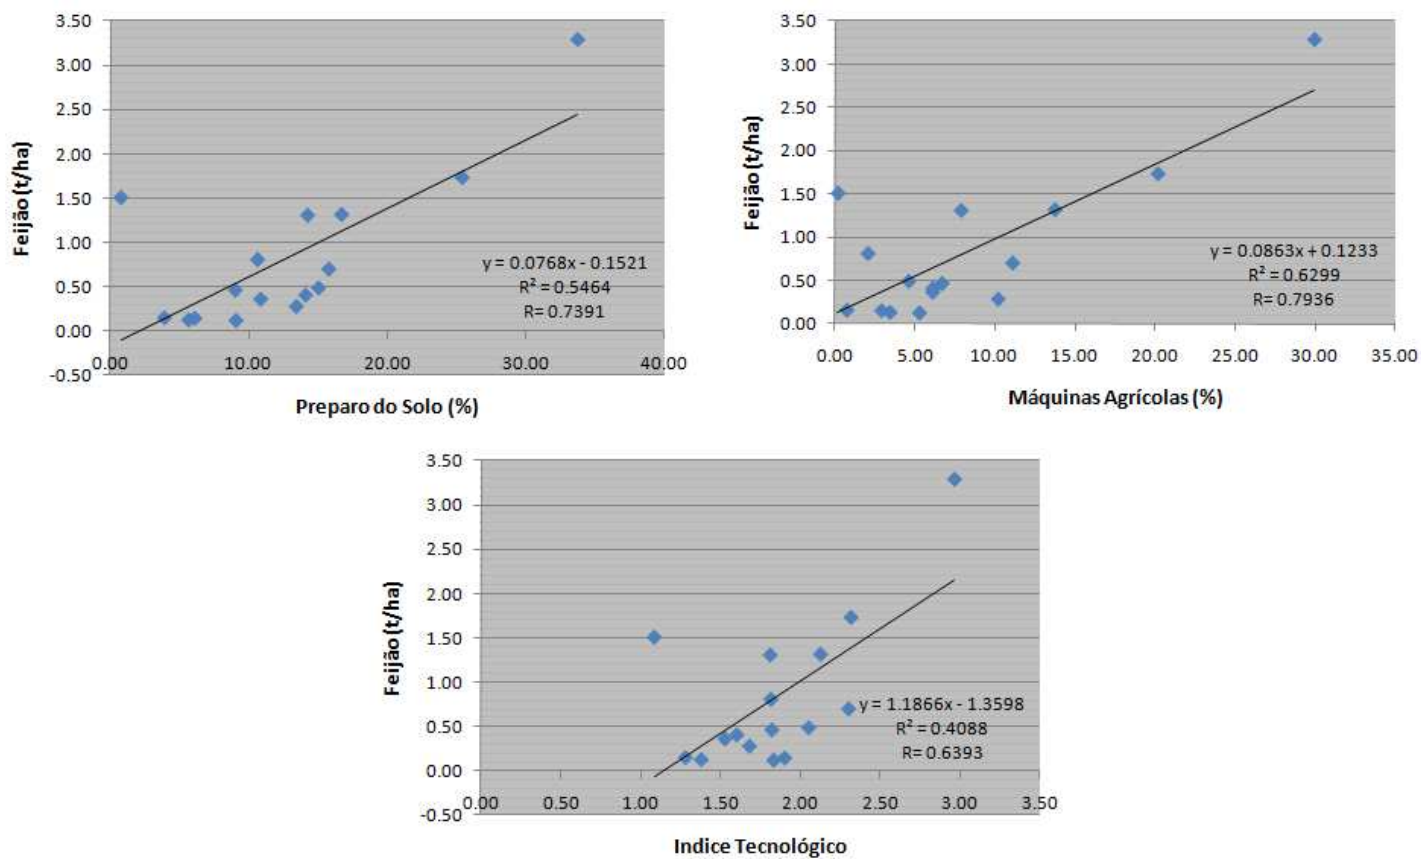 3.50
3.00
2.50
2.00
1.50
1.00
0.50
0.00
-0.50
Feijão (t/ha)
y = 0.0768x - 0.1521
R² = 0.5464
R= 0.7391
0.00 10.00 20.00 30.00 40.00
Preparo do Solo (%)
3.50
3.00
2.50
2.00
1.50
1.00
0.50
0.00
Feijão (t/ha)
y = 0.0863x + 0.1233
R² = 0.6299
R= 0.7936
0.00 5.00 10.00 15.00 20.00 25.00 30.00 35.00
Máquinas Agrícolas (%)
3.50
3.00
2.50
2.00
1.50
1.00
0.50
0.00
-0.50
Feijão (t/ha)
y = 1.1866x - 1.3598
R² = 0.4088
R= 0.6393
0.00 0.50 1.00 1.50 2.00 2.50 3.00 3.50
Indice Tecnológico